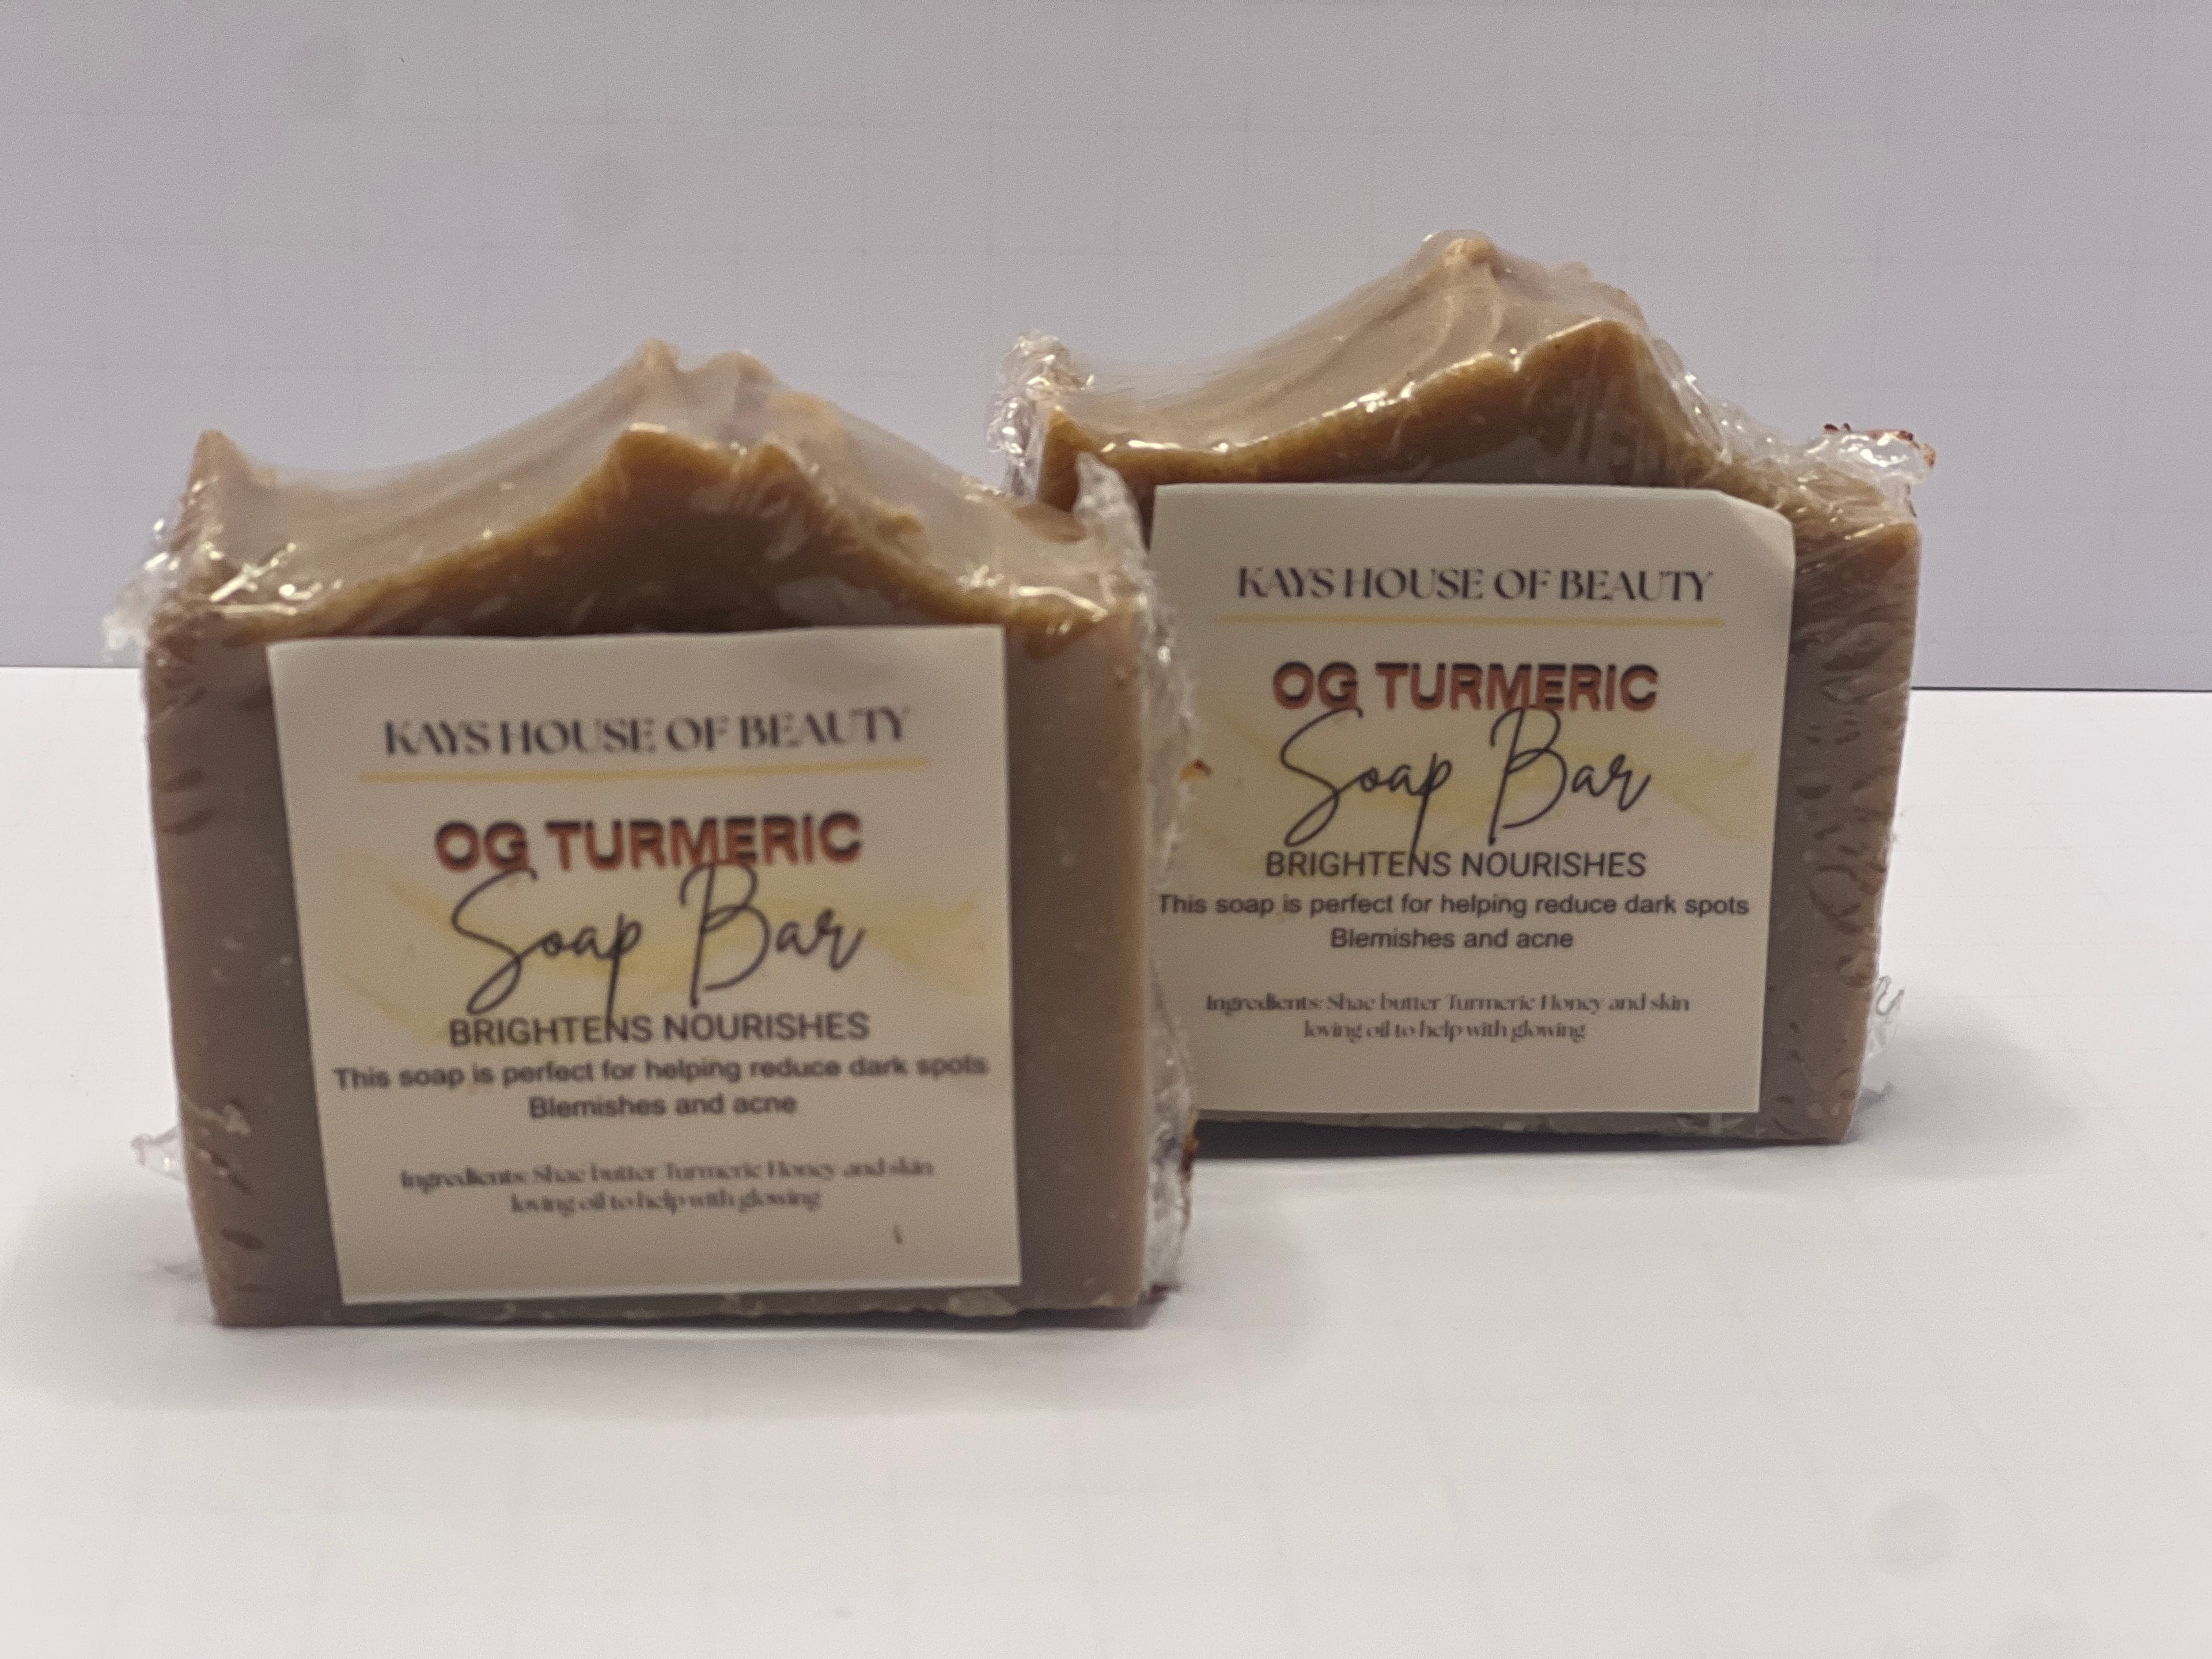 KAYS HOUSE OF BEAUTY
OG TURMERIC
Soap Bar
BRIGHTENS NOURISHES
This soap is perfect for helping reduce dark spots
Blemishes and acne
Ingredients: Shae butter Turmeric Honey and skin
loving oil to help with glowing
KAYS HOUSE OF BEAUTY
OG TURMERIC
Soap Bar
BRIGHTENS NOURISHES
This soap is perfect for helping reduce dark spots
Blemishes and acne
Ingredients: Shae butter Turmeric Honey and skin
loving oil to help with glowing